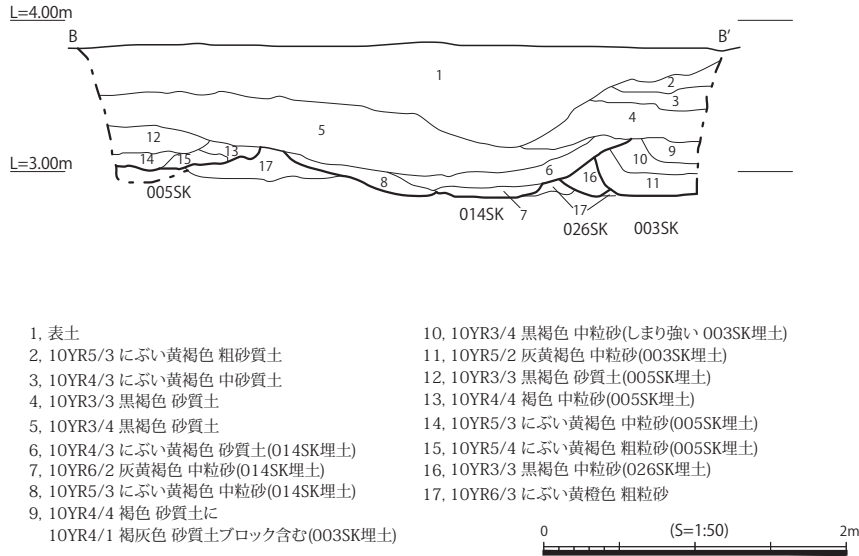 L=4.00m
B
B'
1
2
3
4
5
12
13
14
15
17
9
10
L=3.00m
6
16
11
8
7
17
005SK
014SK
026SK
003SK
1, 表土
2, 10YR5/3 にぶい黄褐色 粗砂質土
3, 10YR4/3 にぶい黄褐色 中砂質土
4, 10YR3/3 黒褐色 砂質土
5, 10YR3/4 黒褐色 砂質土
6, 10YR4/3 にぶい黄褐色 砂質土(014SK埋土)
7, 10YR6/2 灰黄褐色 中粒砂(014SK埋土)
8, 10YR5/3 にぶい黄褐色 中粒砂(014SK埋土)
9, 10YR4/4 褐色 砂質土に
10YR4/1 褐灰色 砂質土ブロック含む(003SK埋土)
10, 10YR3/4 黒褐色 中粒砂(しまり強い 003SK埋土)
11, 10YR5/2 灰黄褐色 中粒砂(003SK埋土)
12, 10YR3/3 黒褐色 砂質土(005SK埋土)
13, 10YR4/4 褐色 中粒砂(005SK埋土)
14, 10YR5/3 にぶい黄褐色 中粒砂(005SK埋土)
15, 10YR5/4 にぶい黄褐色 粗粒砂(005SK埋土)
16, 10YR3/3 黒褐色 中粒砂(026SK埋土)
17, 10YR6/3 にぶい黄橙色 粗粒砂
0
(S=1:50)
2m